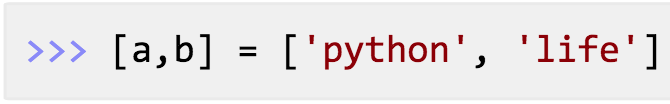 >>> [a,b] = ['python', 'life']